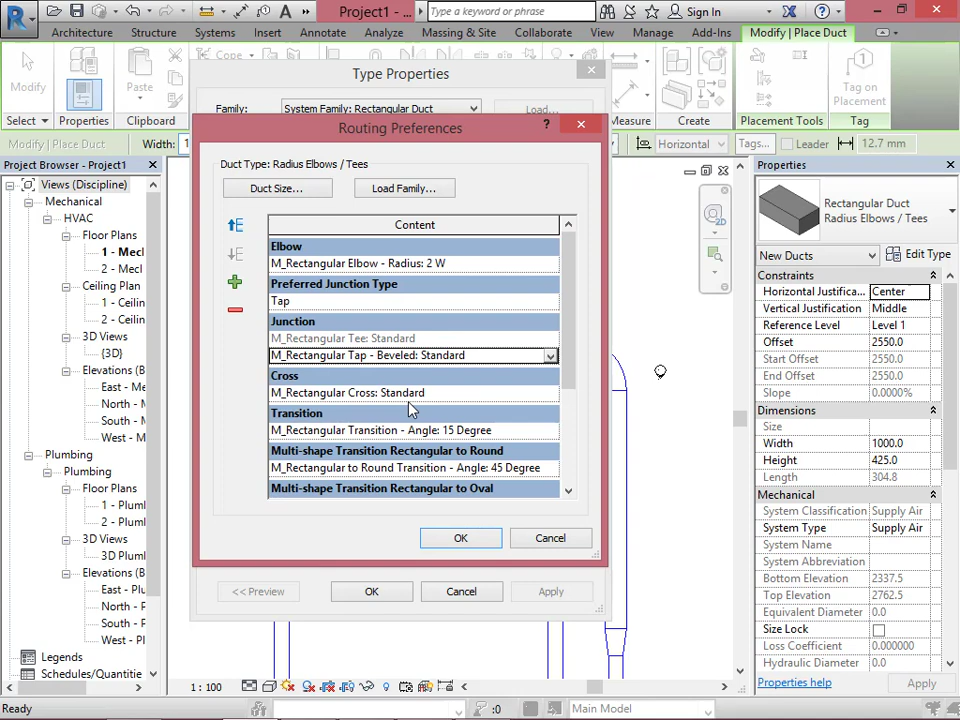 Project1 - ...
Type a keyword or phrase
Sign In
Architecture
Structure
Systems
Insert
Annotate
Analyze
Massing & Site
Collaborate
View
Manage
Add-Ins
Modify | Place Duct
Modify
Cope
Paste
Tag on
Placement
Select
Properties
Clipboard
Measure
Create
Placement Tools
Tag
Modify | Place Duct
Width:
Horizontal
Tags...
Leader
12.7 mm
Project Browser - Project1
Views (Discipline)
Mechanical
HVAC
Floor Plans
1 - Mecl
2 - Mecl
Ceiling Plan
1 - Ceili
2 - Ceili
3D Views
{3D}
Elevations (B
East - M
North -
South -
West - M
Plumbing
Plumbing
Floor Plans
1 - Pluml
2 - Pluml
3D Views
3D Pluml
Elevations (B
East - Pl
North -
South -
West - Pl
Legends
Schedules/Quantitie
Type Properties
Family:
System Family: Rectangular Duct
Load...
Routing Preferences
?
Duct Type: Radius Elbows / Tees
Duct Size...
Load Family...
Content
Elbow
M_Rectangular Elbow - Radius: 2 W
Preferred Junction Type
Tap
Junction
M_Rectangular Tee: Standard
M_Rectangular Tap - Beveled: Standard
Cross
M_Rectangular Cross: Standard
Transition
M_Rectangular Transition - Angle: 15 Degree
Multi-shape Transition Rectangular to Round
M_Rectangular to Round Transition - Angle: 45 Degree
Multi-shape Transition Rectangular to Oval
OK
Cancel
<< Preview
OK
Cancel
Apply
2D
Properties
Rectangular Duct
Radius Elbows / Tees
New Ducts
Edit Type
Constraints
Horizontal Justifica... Center
Vertical Justification Middle
Reference Level Level 1
Offset 2550.0
Start Offset 2550.0
End Offset 2550.0
Slope 0.0000%
Dimensions
Size
Width 1000.0
Height 425.0
Length 304.8
Mechanical
System Classification Supply Air
System Type Supply Air
System Name
System Abbreviation
Bottom Elevation 2337.5
Top Elevation 2762.5
Equivalent Diameter 0.0
Size Lock
Loss Coefficient 0.000000
Hydraulic Diameter 0.0
Properties help
Apply
1 : 100
Ready
:0
Main Model